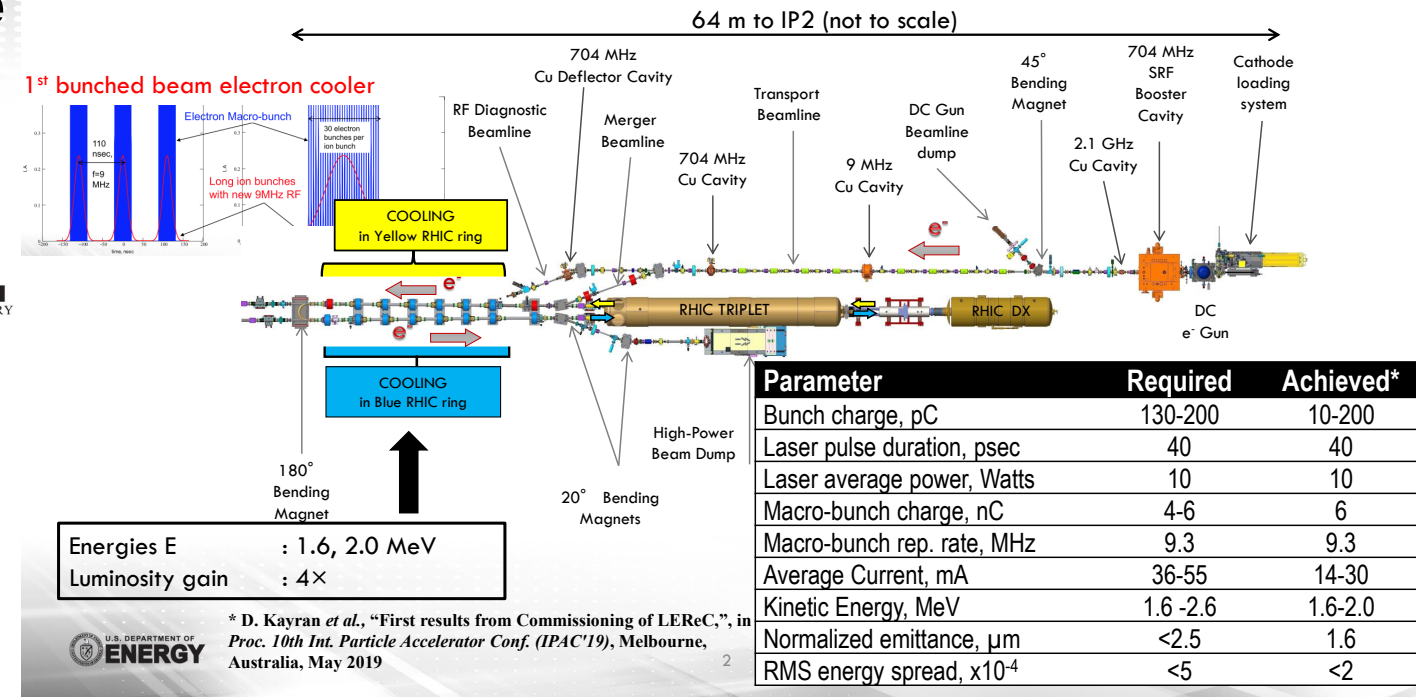 e
64 m to IP2 (not to scale)
1st bunched beam electron cooler
704 MHz
Cu Deflector Cavity
RF Diagnostic
Beamline
Merger
Beamline
704 MHz
Cu Cavity
Transport
Beamline
9 MHz
Cu Cavity
DC Gun
Beamline
dump
45°
Bending
Magnet
2.1 GHz
Cu Cavity
704 MHz
SRF
Booster
Cavity
Cathode
loading
system
Electron Macro-bunch
110
nsec,
f=9
MHz
30 electron
bunches per
ion bunch
Long ion bunches
with new 9MHz RF
time, nsec
COOLING
in Yellow RHIC ring
e-
e-
e-
RY
RHIC TRIPLET
RHIC DX
DC
e- Gun
COOLING
in Blue RHIC ring
180°
Bending
Magnet
20° Bending
Magnets
High-Power
Beam Dump
Energies E : 1.6, 2.0 MeV
Luminosity gain : 4×
Parameter Required Achieved*
Bunch charge, pC 130-200 10-200
Laser pulse duration, psec 40 40
Laser average power, Watts 10 10
Macro-bunch charge, nC 4-6 6
Macro-bunch rep. rate, MHz 9.3 9.3
Average Current, mA 36-55 14-30
Kinetic Energy, MeV 1.6 -2.6 1.6-2.0
Normalized emittance, µm <2.5 1.6
RMS energy spread, x10-4 <5 <2
* D. Kayran et al., “First results from Commissioning of LEReC,”, in
Proc. 10th Int. Particle Accelerator Conf. (IPAC'19), Melbourne,
Australia, May 2019
U.S. DEPARTMENT OF
ENERGY
2